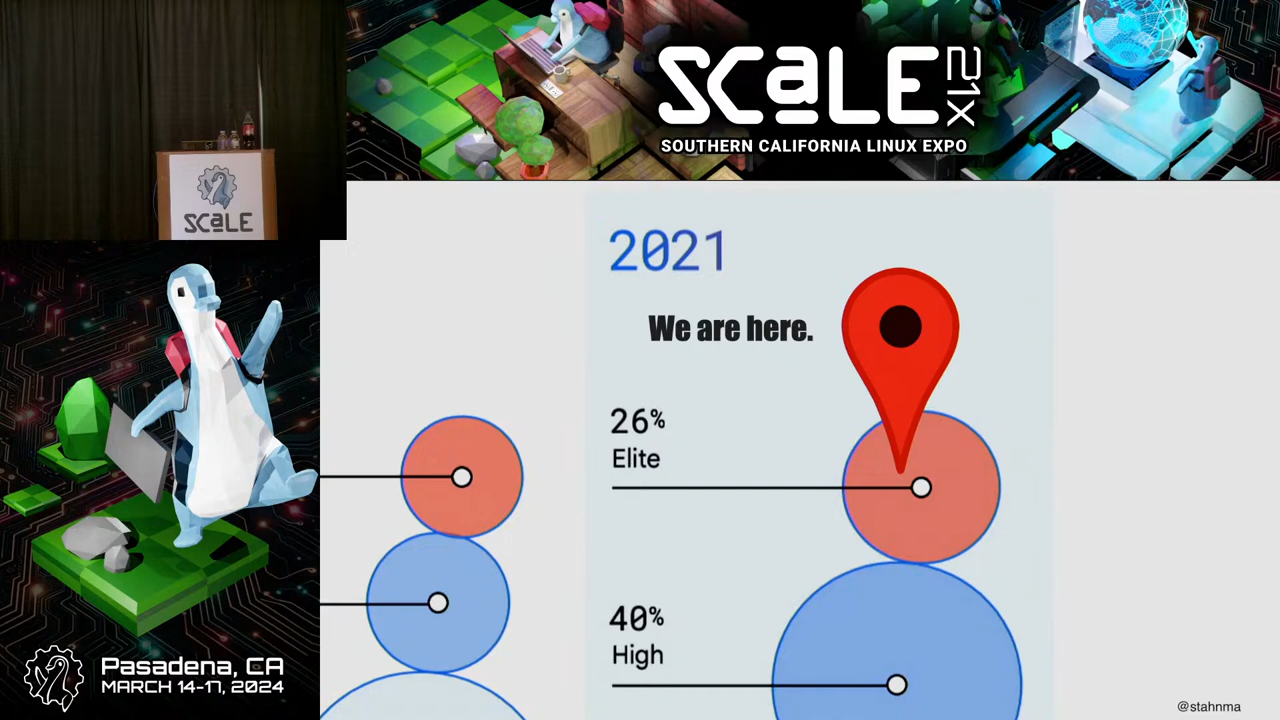 SCALE
21X
SOUTHERN CALIFORNIA LINUX EXPO
SCALE
2021
We are here.
26%
Elite
40%
High
Pasadena, CA
MARCH 14-17, 2024
@stahnma